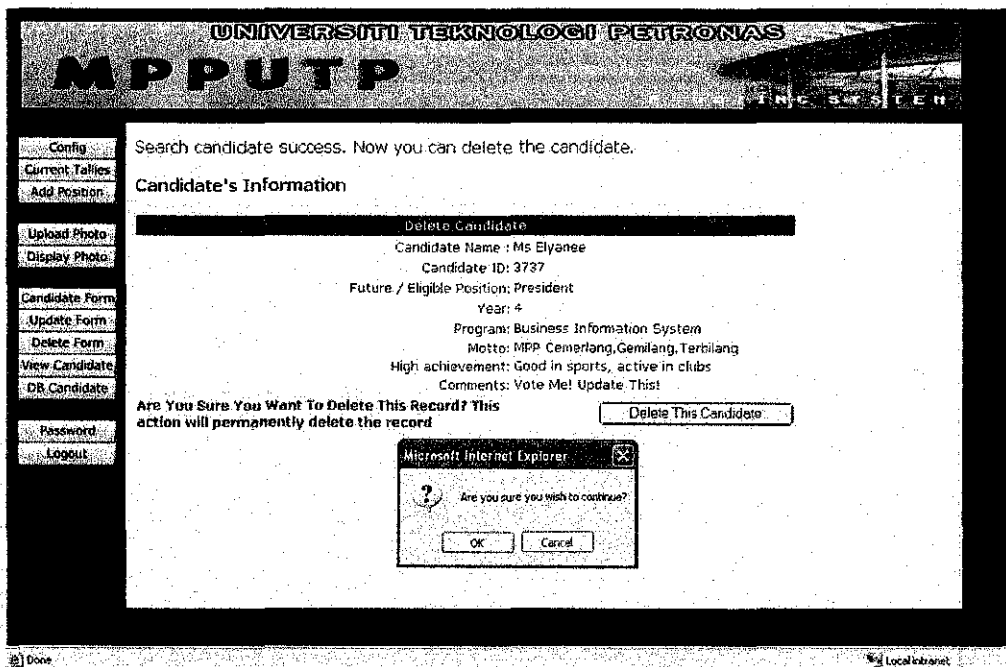 UNIVERSITI TEKNOLOGI PETRONAS
MPPUTP
ING SYSTEM
Config
Current Tallies
Add Position
Upload Photo
Display Photo
Candidate Form
Update Form
Delete Form
View Candidate
DB Candidate
Password
Logout
Search candidate success. Now you can delete the candidate.
Candidate's Information
Delete Candidate
Candidate Name : Ms Elyanee
Candidate ID: 3737
Future / Eligible Position: President
Year: 4
Program: Business Information System
Motto: MPP Cemerlang,Gemilang,Terbilang
High achievement: Good in sports, active in clubs
Comments: Vote Me! Update This!
Are You Sure You Want To Delete This Record? This
action will permanently delete the record
Delete This Candidate
Microsoft Internet Explorer
Are you sure you wish to continue?
OK
Cancel
Done
Local intranet